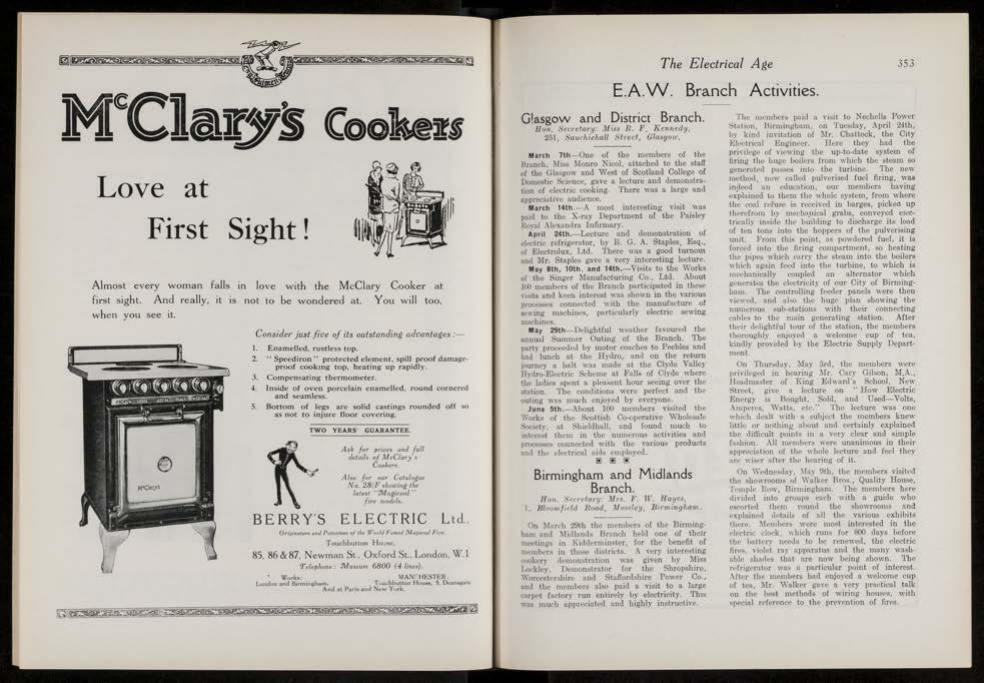 McClary's Cookers
Love at
First Sight!
Almost every woman falls in love with the McClary Cooker at
first sight. And really, it is not to be wondered at. You will too,
when you see it.
Consider just five of its outstanding advantages :—
1. Enamelled, rustless top.
2. "Speediron" protected element, spill proof damage-
proof cooking top, heating up rapidly.
3. Compensating thermometer.
4. Inside of oven porcelain enamelled, round cornered
and seamless.
5. Bottom of legs are solid castings rounded off so
as not to injure floor covering.
TWO YEARS' GUARANTEE.
Ask for prices and full
details of McClary's
Cookers.
Also for our Catalogue
No. 28/F showing the
latest "Magicoal"
fire models.
McClary's
BERRY'S ELECTRIC Ltd.
Originators and Patentees of the World Famed Magicoal Fire.
Touchbutton House,
85, 86 & 87, Newman St., Oxford St., London, W.1
Telephone: Museum 6800 (4 lines).
Works:
London and Birmingham.
MANCHESTER
Touchbutton House, 5, Deansgate
And at Paris and New York.
The Electrical Age 353
E.A.W. Branch Activities.
Glasgow and District Branch.
Hon. Secretary: Miss R. F. Kennedy,
251, Sauchiehall Street, Glasgow.
March 7th—One of the members of the
Branch, Miss Monro Nicol, attached to the staff
of the Glasgow and West of Scotland College of
Domestic Science, gave a lecture and demonstra-
tion of electric cooking. There was a large and
appreciative audience.
March 14th.—A most interesting visit was
paid to the X-ray Department of the Paisley
Royal Alexandra Infirmary.
April 24th.—Lecture and demonstration of
electric refrigerator, by B. G. A. Staples, Esq.,
of Electrolux, Ltd. There was a good turnout
and Mr. Staples gave a very interesting lecture.
May 8th, 10th, and 14th.—Visits to the Works
of the Singer Manufacturing Co., Ltd. About
100 members of the Branch participated in these
visits and keen interest was shown in the various
processes connected with the manufacture of
sewing machines, particularly electric sewing
machines.
May 29th—Delightful weather favoured the
annual Summer Outing of the Branch. The
party proceeded by motor coaches to Peebles and
had lunch at the Hydro, and on the return
journey a halt was made at the Clyde Valley
Hydro-Electric Scheme at Falls of Clyde where
the ladies spent a pleasant hour seeing over the
station. The conditions were perfect and the
outing was much enjoyed by everyone.
June 5th.—About 100 members visited the
Works of the Scottish Co-operative Wholesale
Society, at Shieldhall, and found much to
interest them in the numerous activities and
processes connected with the various products
and the electrical aids employed.
Birmingham and Midlands
Branch.
Hon. Secretary: Mrs. F. W. Hayes,
1, Bloomfield Road, Moseley, Birmingham.
On March 29th the members of the Birming-
ham and Midlands Branch held one of their
meetings in Kidderminster, for the benefit of
members in those districts. A very interesting
cookery demonstration was given by Miss
Lockley, Demonstrator for the Shropshire,
Worcestershire and Staffordshire Power Co.,
and the members also paid a visit to a large
carpet factory run entirely by electricity. This
was much appreciated and highly instructive.
The members paid a visit to Nechells Power
Station, Birmingham, on Tuesday, April 24th,
by kind invitation of Mr. Chattock, the City
Electrical Engineer. Here they had the
privilege of viewing the up-to-date system of
firing the huge boilers from which the steam so
generated passes into the turbine. The new
method, now called pulverised fuel firing, was
indeed an education, our members having
explained to them the whole system, from where
the coal refuse is received in barges, picked up
therefrom by mechanical grabs, conveyed elec-
trically inside the building to discharge its load
of ten tons into the hoppers of the pulverising
unit. From this point, as powdered fuel, it is
forced into the firing compartment, so heating
the pipes which carry the steam into the boilers
which again feed into the turbine, to which is
mechanically coupled an alternator which
generates the electricity of our City of Birming-
ham. The controlling feeder panels were then
viewed, and also the huge plan showing the
numerous sub-stations with their connecting
cables to the main generating station. After
their delightful tour of the station, the members
thoroughly enjoyed a welcome cup of tea,
kindly provided by the Electric Supply Depart-
ment.
On Thursday, May 3rd, the members were
privileged in hearing Mr. Cary Gilson, M.A.,
Headmaster of King Edward's School, New
Street, give a lecture on "How Electric
Energy is Bought, Sold, and Used—Volts,
Amperes, Watts, etc." The lecture was one
which dealt with a subject the members knew
little or nothing about and certainly explained
the difficult points in a very clear and simple
fashion. All members were unanimous in their
appreciation of the whole lecture and feel they
are wiser after the hearing of it.
On Wednesday, May 9th, the members visited
the showrooms of Walker Bros., Quality House,
Temple Row, Birmingham. The members here
divided into groups each with a guide who
escorted them round the showrooms and
explained details of all the various exhibits
there. Members were most interested in the
electric clock, which runs for 800 days before
the battery needs to be renewed, the electric
fires, violet ray apparatus and the many wash-
able shades that are now being shown. The
refrigerator was a particular point of interest.
After the members had enjoyed a welcome cup
of tea, Mr. Walker gave a very practical talk
on the best methods of wiring houses, with
special reference to the prevention of fires.